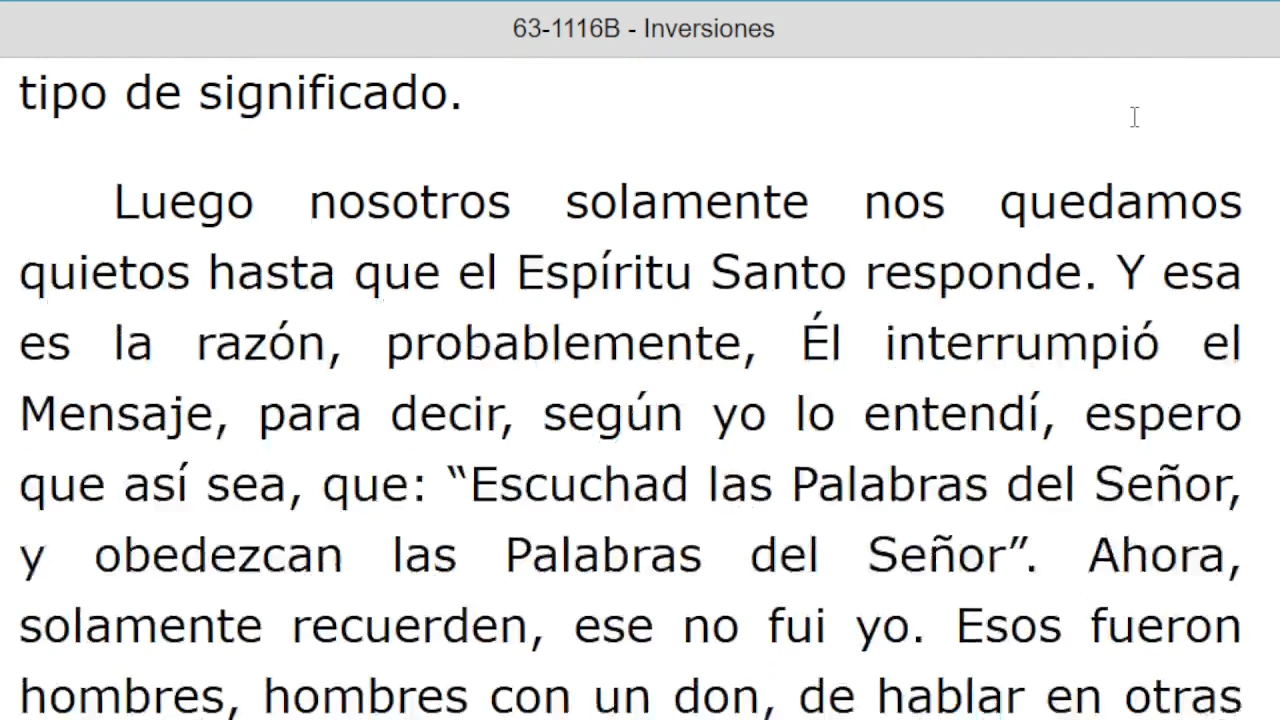 63-1116B - Inversiones
tipo de significado.
Luego nosotros solamente nos quedamos
quietos hasta que el Espíritu Santo responde. Y esa
es la razón, probablemente, Él interrumpió el
Mensaje, para decir, según yo lo entendí, espero
que así sea, que: “Escuchad las Palabras del Señor,
y obedezcan las Palabras del Señor”. Ahora,
solamente recuerden, ese no fui yo. Esos fueron
hombres, hombres con un don, de hablar en otras